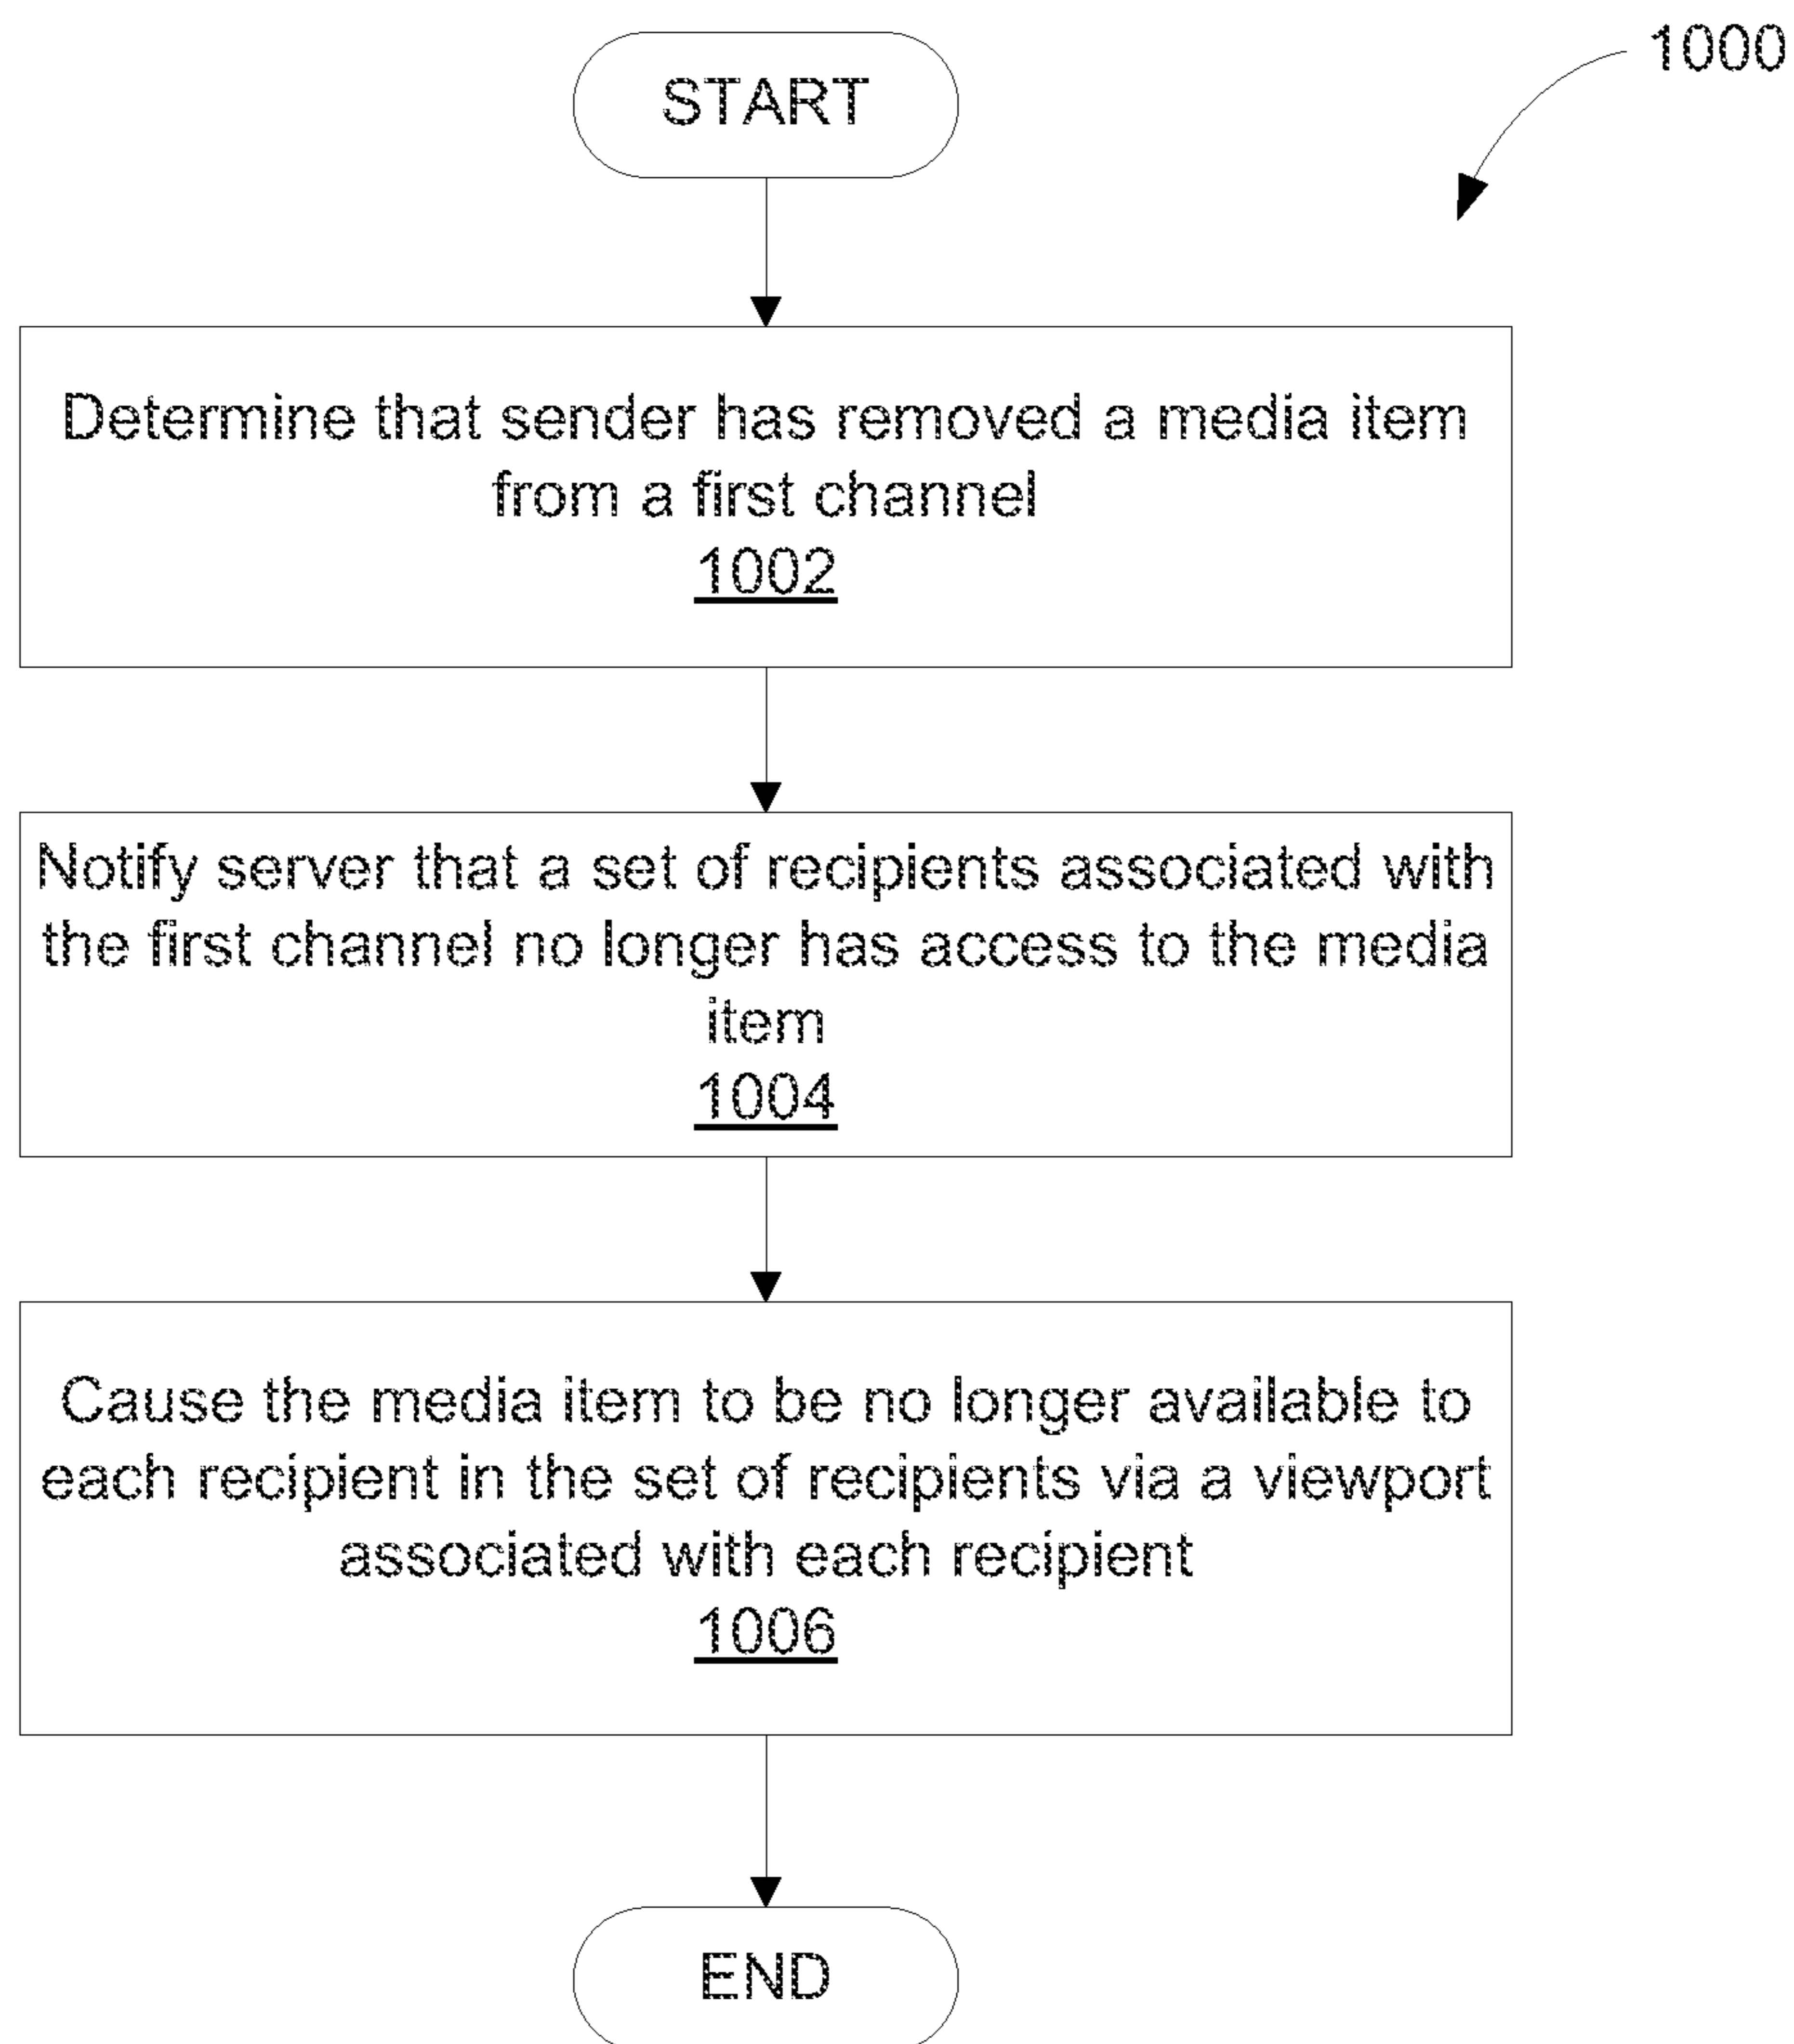 1000
START
Determine that sender has removed a media item
from a first channel
1002
Notify server that a set of recipients associated with
the first channel no longer has access to the media
item
1004
Cause the media item to be no longer available to
each recipient in the set of recipients via a viewport
associated with each recipient
1006
END